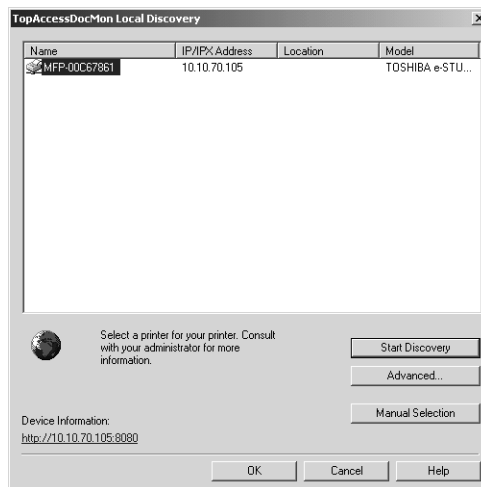 TopAccessDocMon Local Discovery
Name IP/IPX Address Location Model
MFP-00C67861 10.10.70.105 TOSHIBA e-STU...
Select a printer for your printer. Consult
with your administrator for more
information.
Start Discovery
Advanced...
Manual Selection
Device Information:
http://10.10.70.105:8080
OK Cancel Help